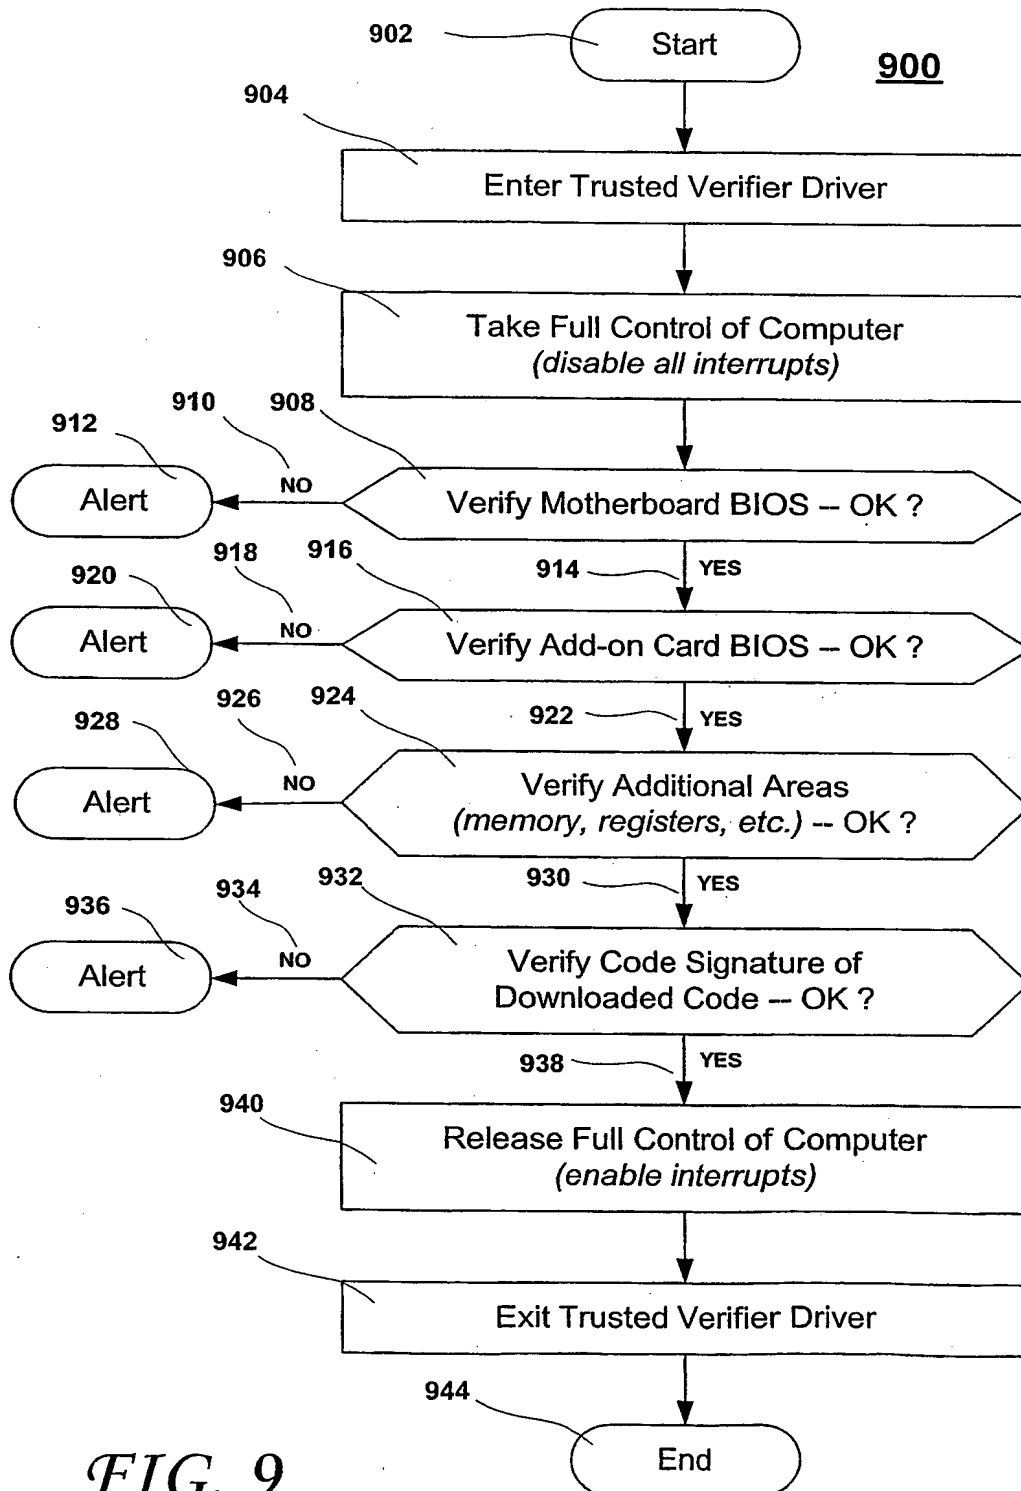 902
Start
900
904
Enter Trusted Verifier Driver
906
Take Full Control of Computer
(disable all interrupts)
908
910
912
NO
Alert
Verify Motherboard BIOS -- OK ?
914
YES
916
918
920
NO
Alert
Verify Add-on Card BIOS -- OK ?
922
YES
924
926
928
NO
Alert
Verify Additional Areas
(memory, registers, etc.) -- OK ?
930
YES
932
934
936
NO
Alert
Verify Code Signature of
Downloaded Code -- OK ?
938
YES
940
Release Full Control of Computer
(enable interrupts)
942
Exit Trusted Verifier Driver
944
End
FIG. 9